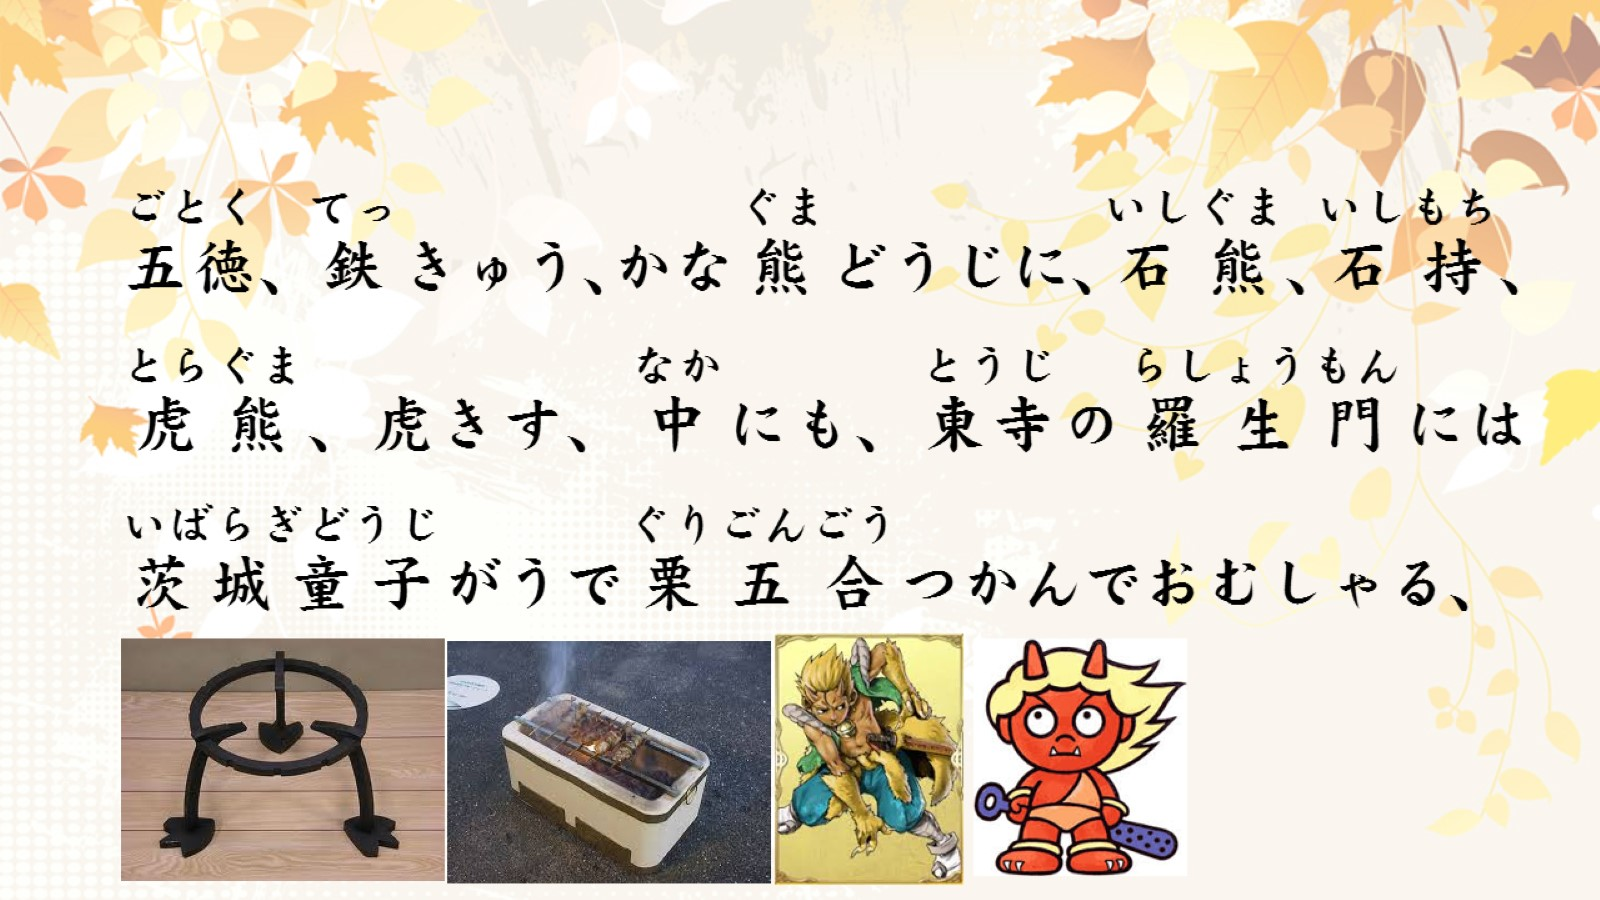 ごとく てっ ぐま いしぐま いしもち
五徳、鉄きゅう、かな熊どうじに、石熊、石持、
とらぐま なか とうじ らしょうもん
虎熊、虎きす、中にも、東寺の羅生門には
いばらぎどうじ ぐりごんごう
茨城童子がうで栗五合つかんでおむしゃる、